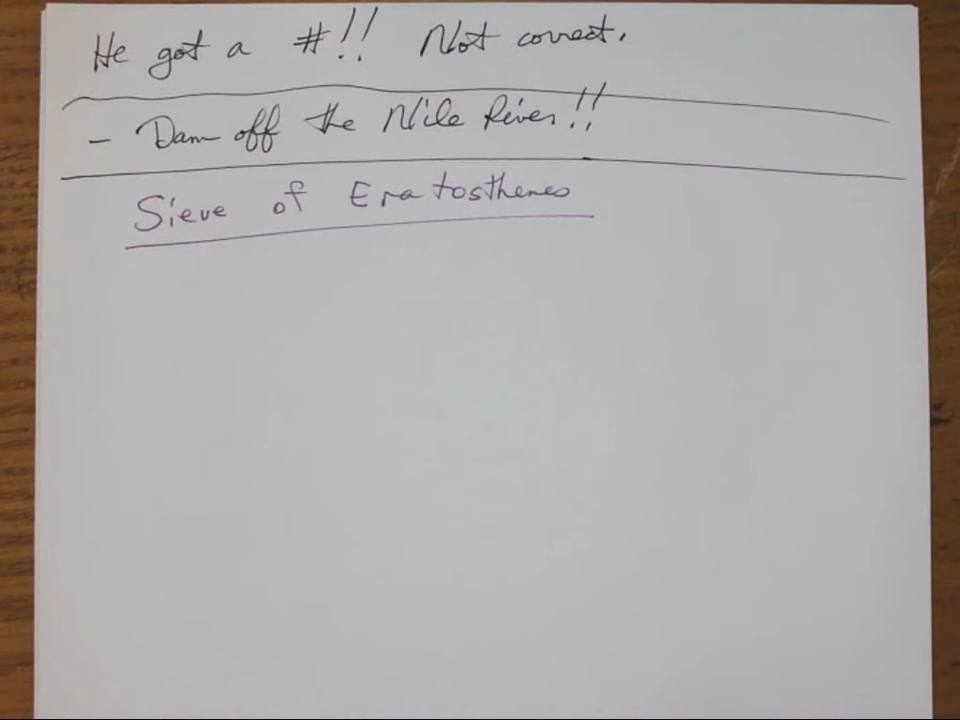 He got a #!! Not correct.
- Dam off the Nile River!!
Sieve of Eratosthenes